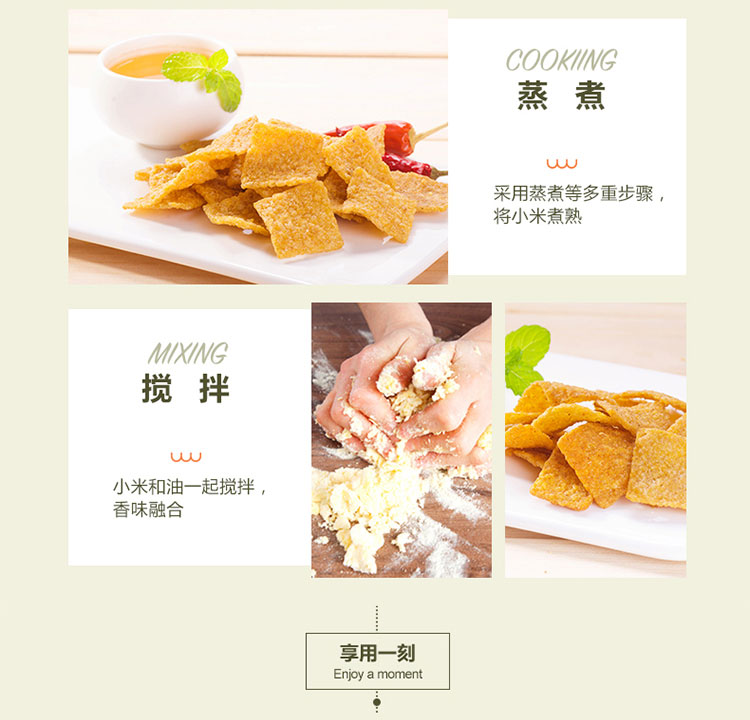 COOKIING
蒸 煮
采用蒸煮等多重步骤，
将小米煮熟
MIXING
搅 拌
小米和油一起搅拌，
香味融合
享用一刻
Enjoy a moment